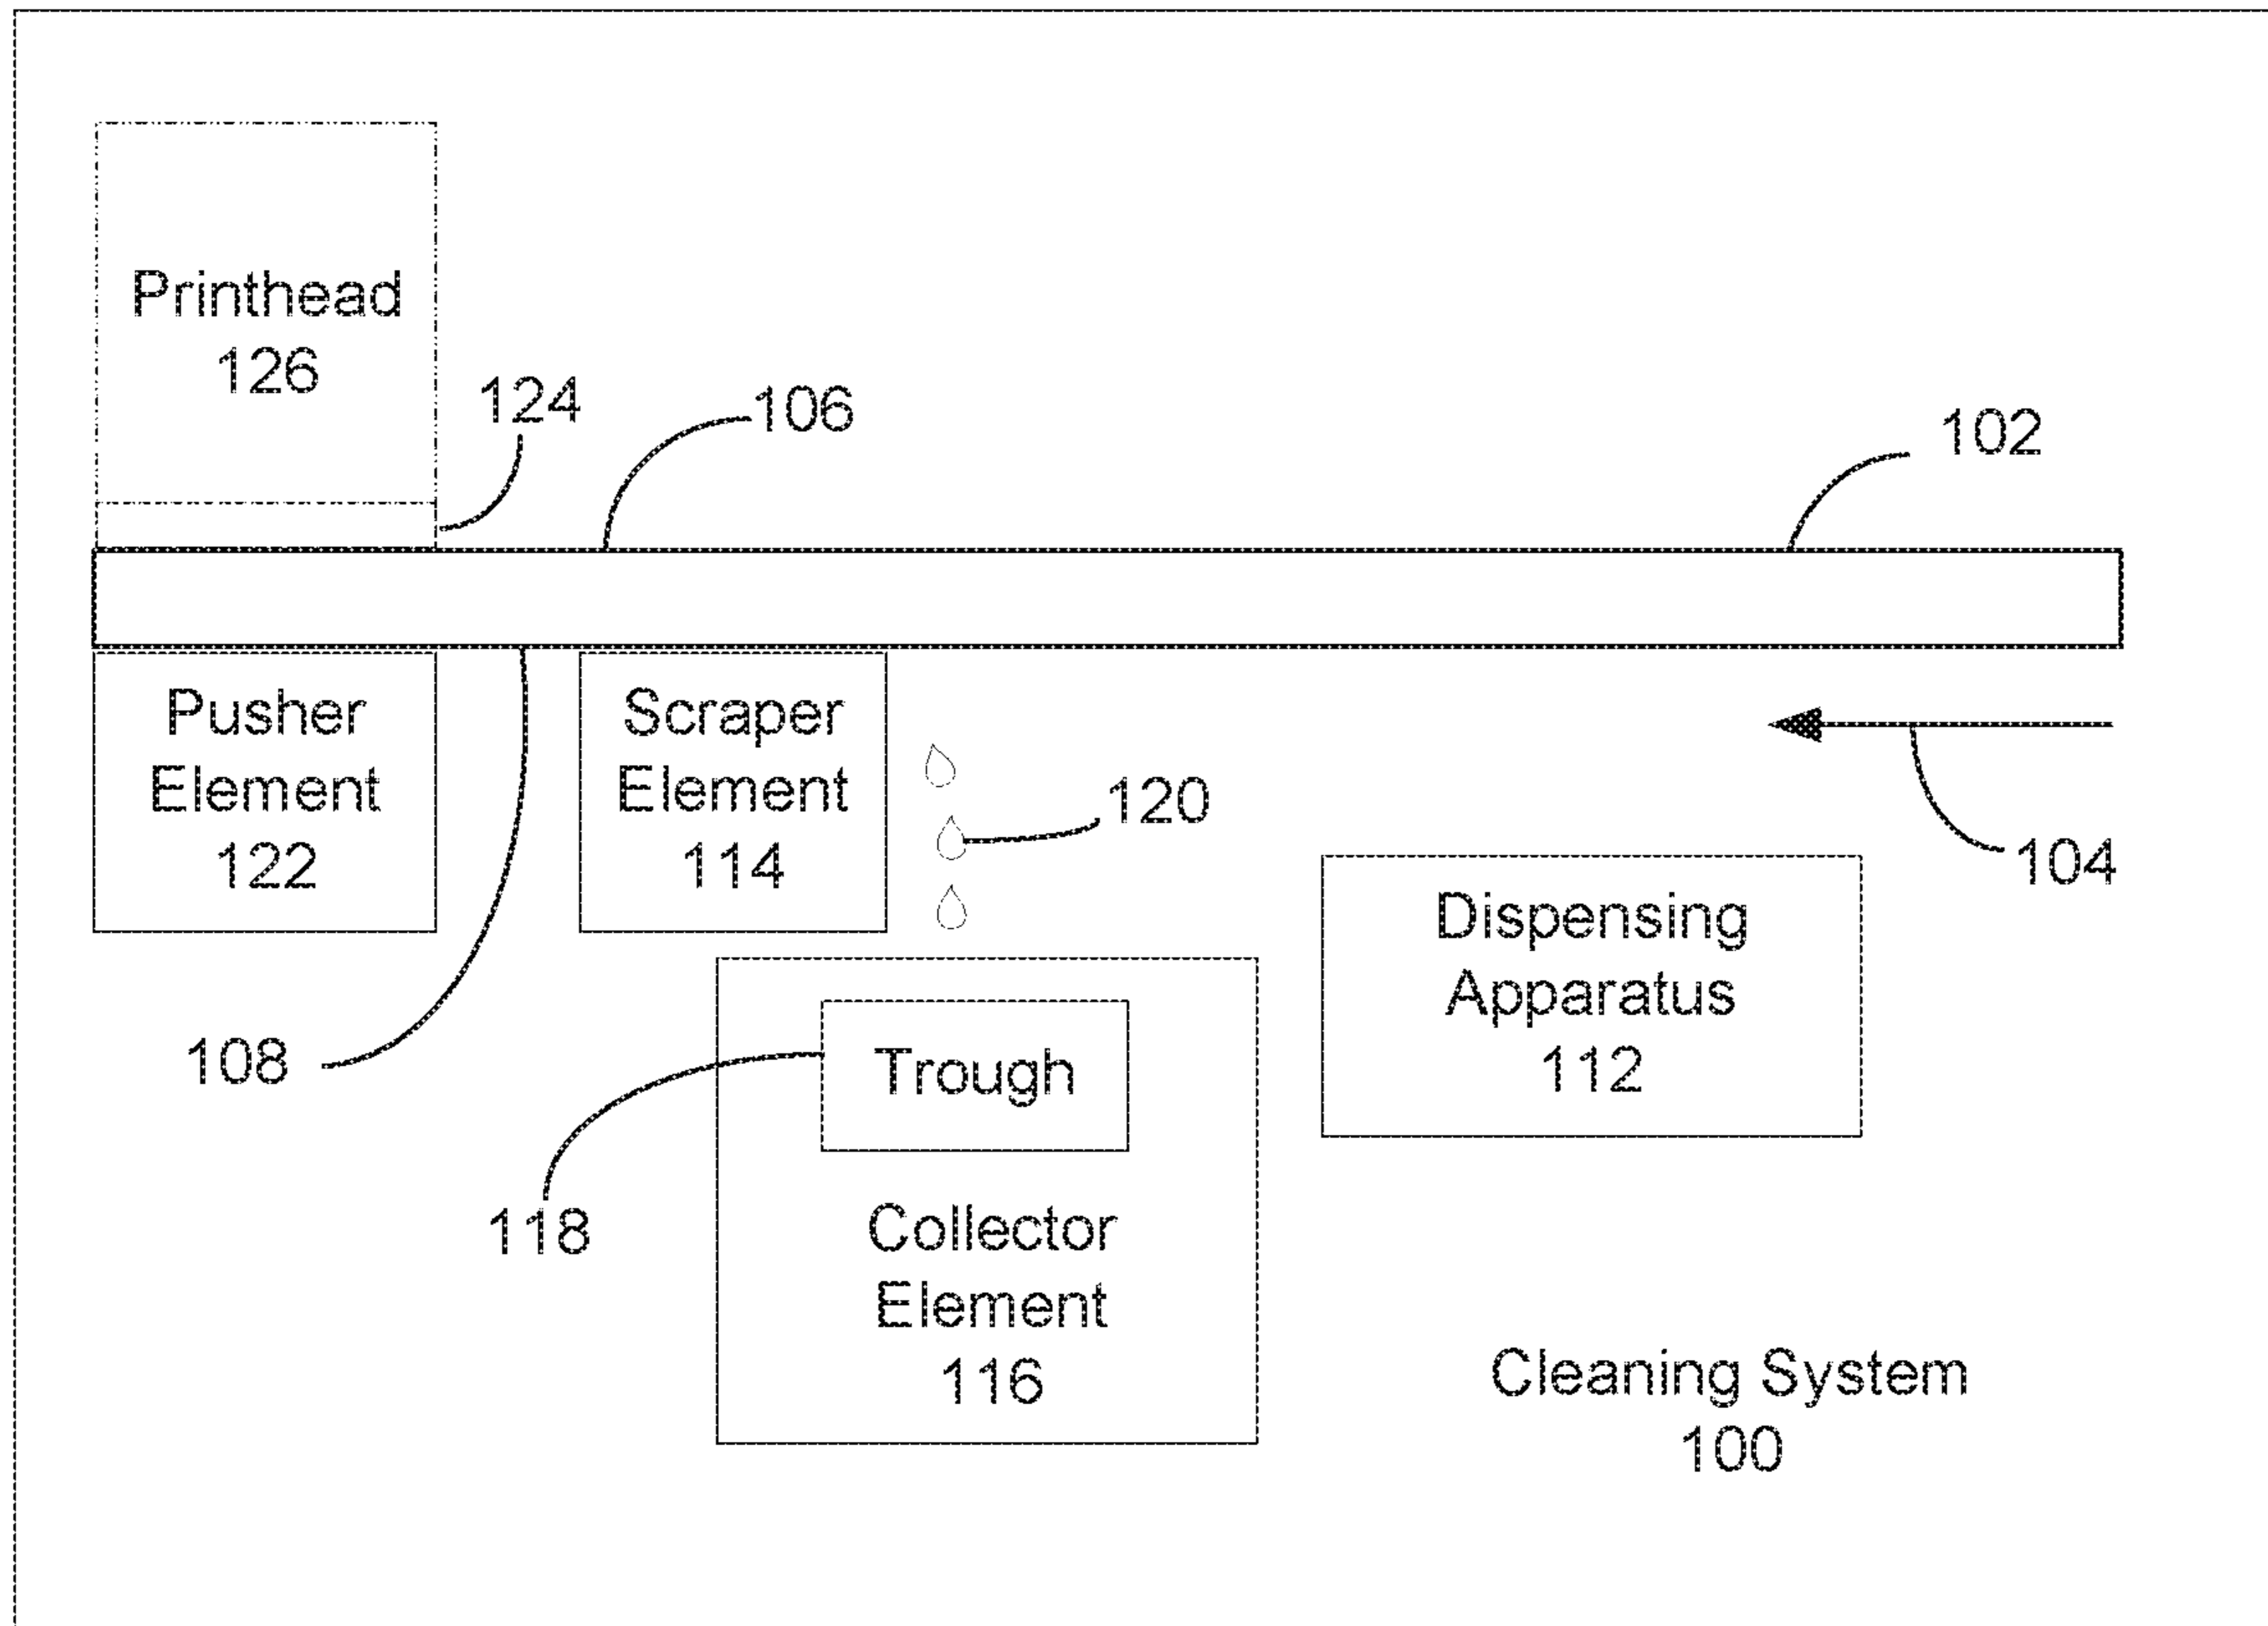 Printhead
126
124
106
102
Pusher
Element
122
Scraper
Element
114
120
104
Dispensing
Apparatus
112
108
Trough
118
Collector
Element
116
Cleaning System
100